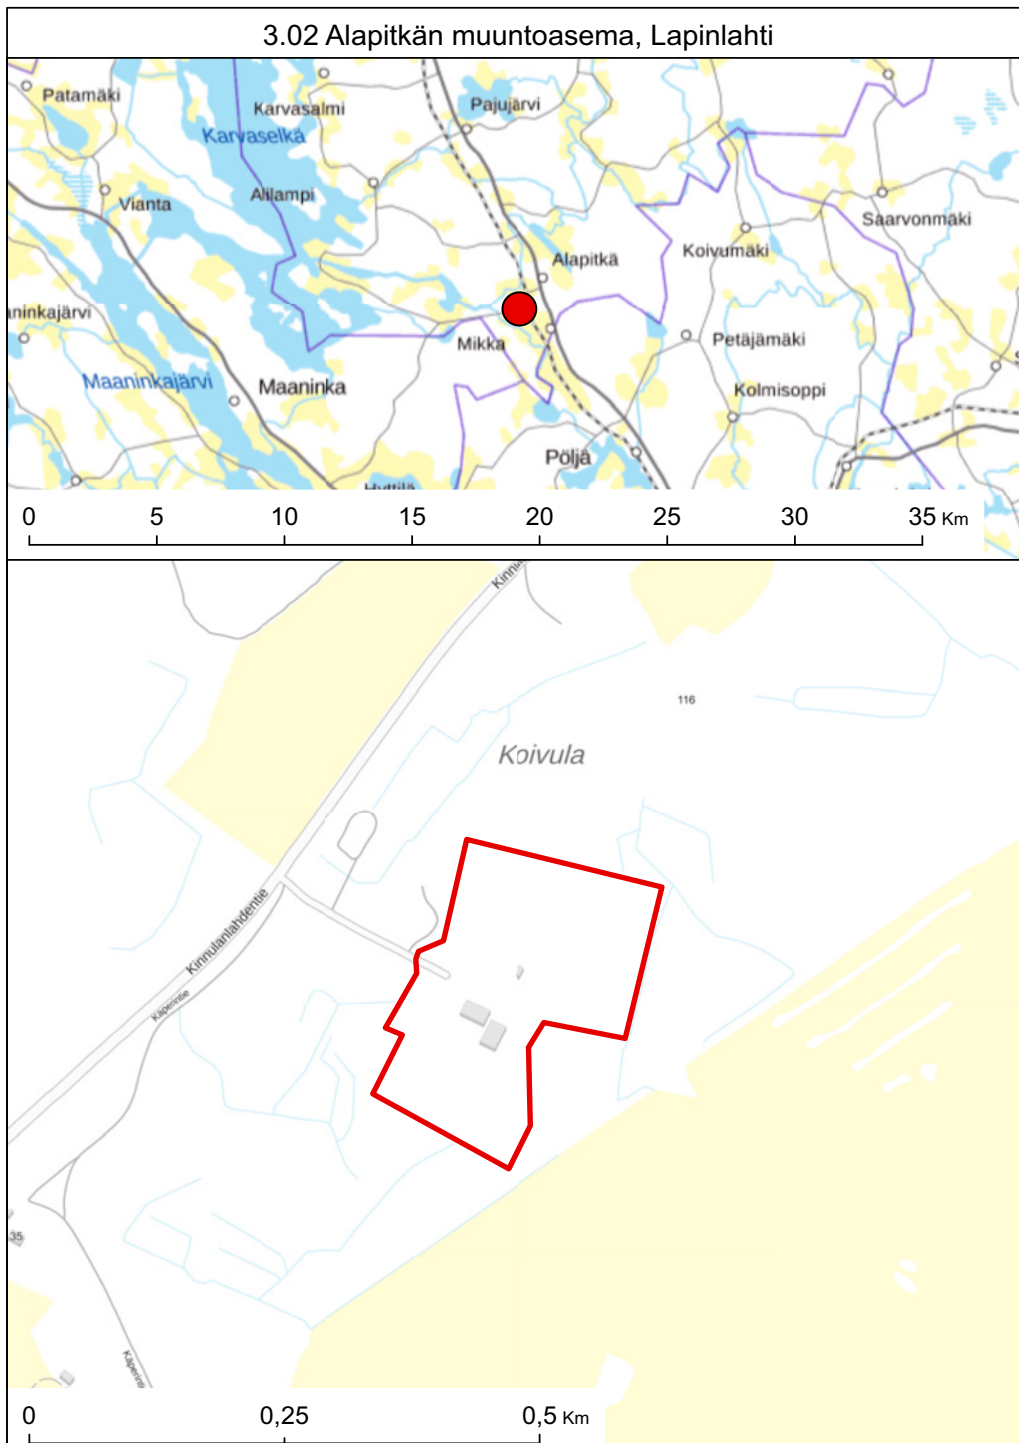 3.02 Alapitkän muuntoasema, Lapinlahti
Patamäki
Karvasalmi
Pajujärvi
Karvaselkä
Vianta
Alilampi
Saarvonmäki
Koivumäki
Alapitkä
aninkajärvi
Mikka
Petäjämäki
Maaninkajärvi
Maaninka
Kolmisoppi
Pöljä
0 5 10 15 20 25 30 35 Km
116
Koivula
Kinnulanlahdentie
Käperintie
35
0 0,25 0,5 Km